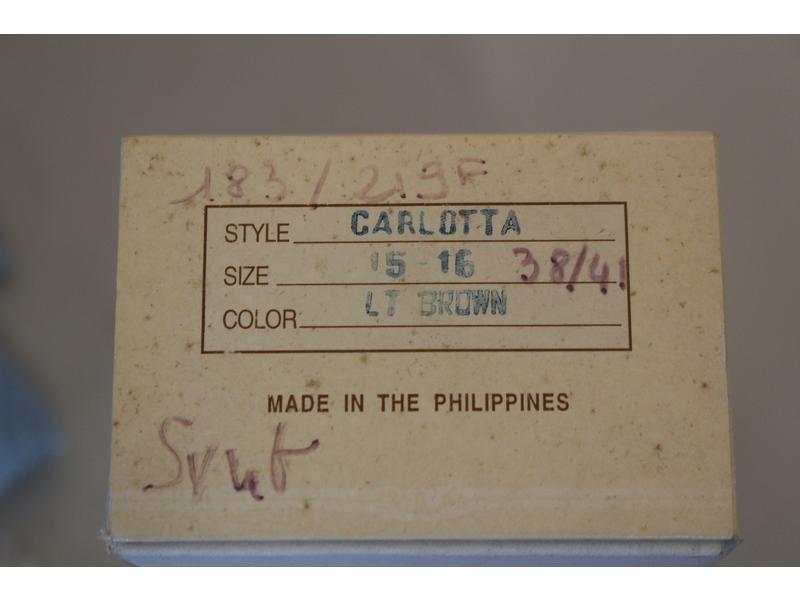 183/219F
STYLE CARLOTTA
SIZE 15-16 38/41
COLOR LT BROWN
MADE IN THE PHILIPPINES